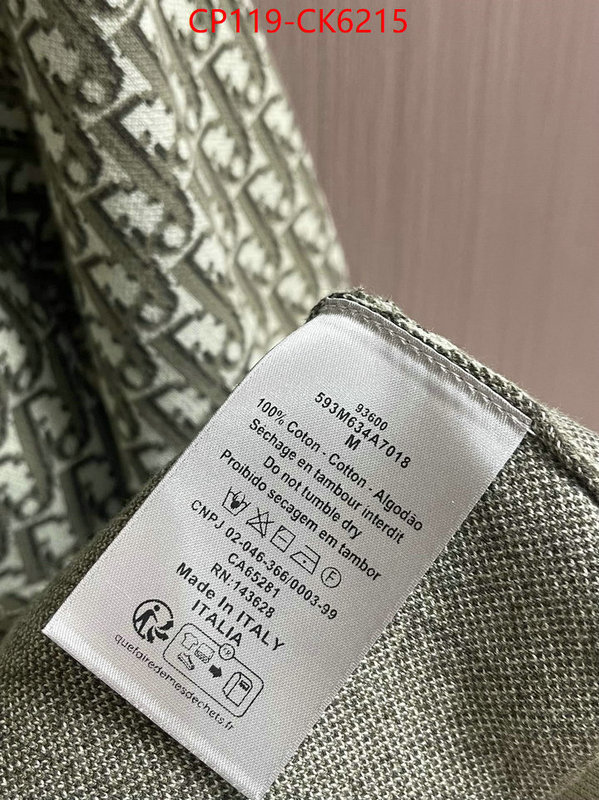 CP119-CK6215
93600
593M634A7018
M
100% Coton - Cotton - Algodão
Séchage en tambour interdit
Do not tumble dry
Proibido secagem em tambor
CNPJ 02-046-366/0003-99
CA65281
RN:143628
Made In ITALY
ITALIA
quefairedemesdechets.fr